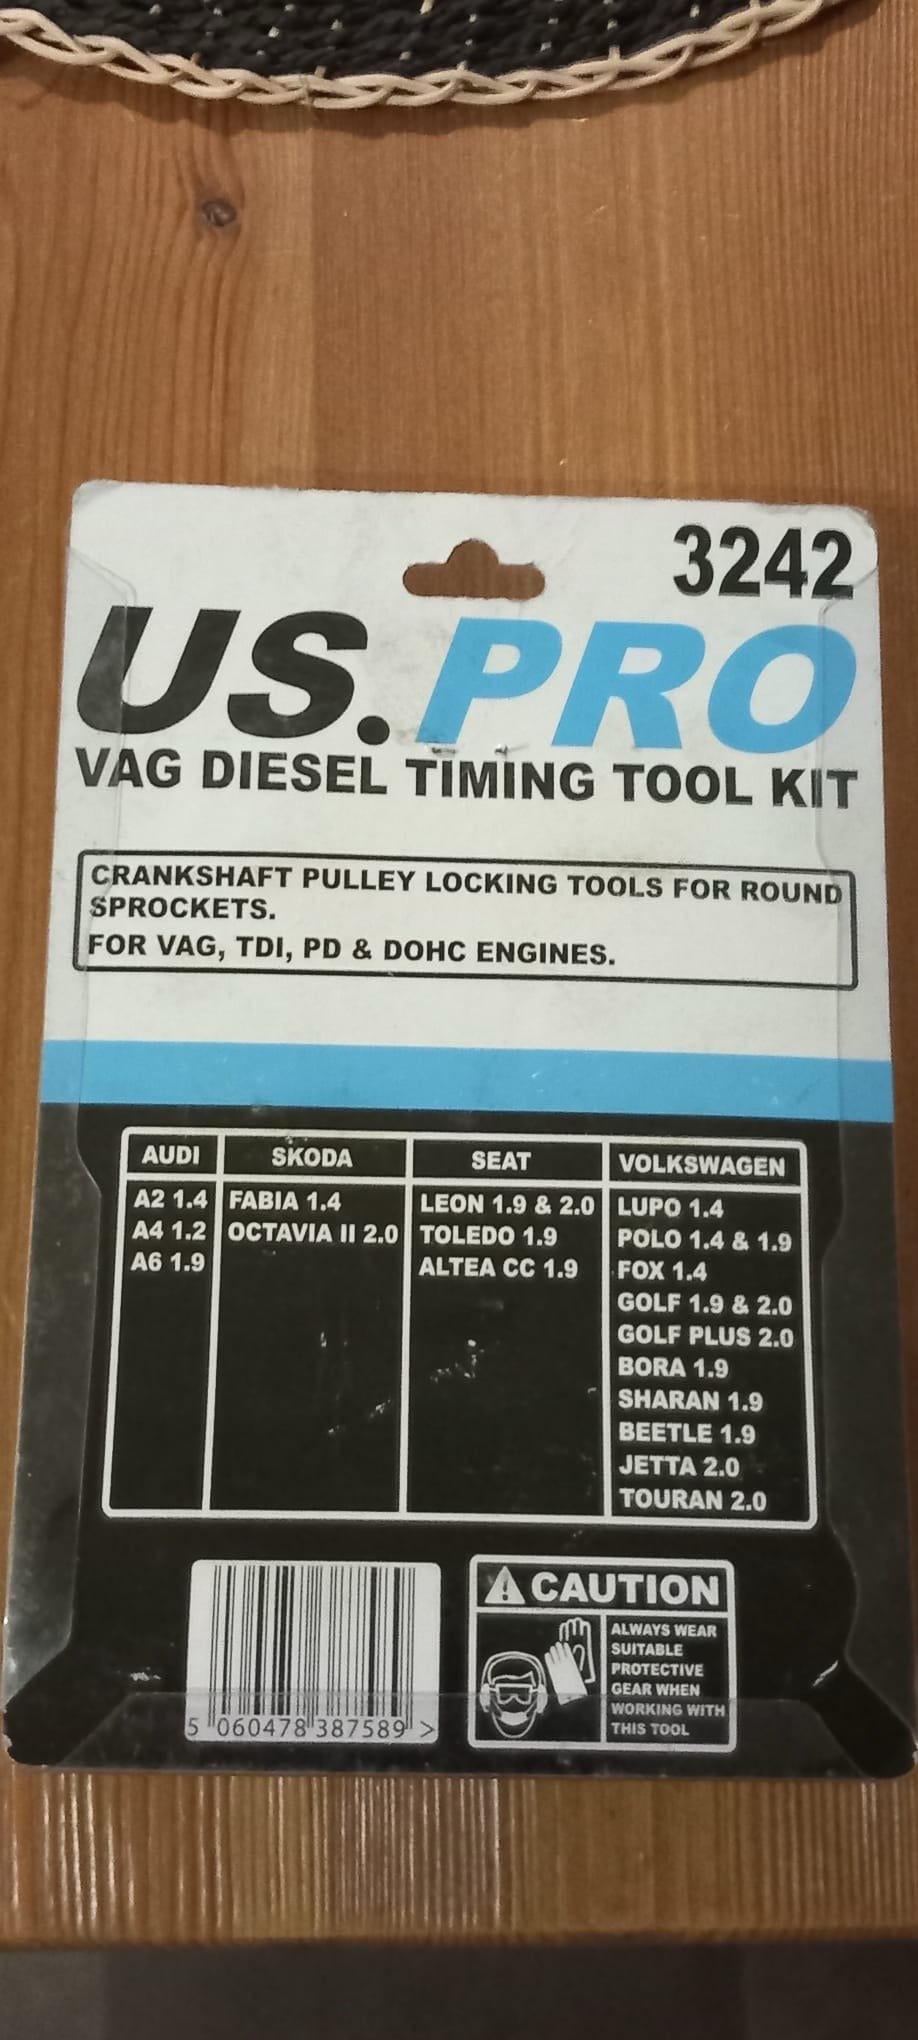 3242
US.PRO
VAG DIESEL TIMING TOOL KIT
CRANKSHAFT PULLEY LOCKING TOOLS FOR ROUND
SPROCKETS.
FOR VAG, TDI, PD & DOHC ENGINES.
AUDI
A2 1.4
A4 1.2
A6 1.9
SKODA
FABIA 1.4
OCTAVIA II 2.0
SEAT
LEON 1.9 & 2.0
TOLEDO 1.9
ALTEA CC 1.9
VOLKSWAGEN
LUPO 1.4
POLO 1.4 & 1.9
FOX 1.4
GOLF 1.9 & 2.0
GOLF PLUS 2.0
BORA 1.9
SHARAN 1.9
BEETLE 1.9
JETTA 2.0
TOURAN 2.0
5 060478 387589 >
CAUTION
ALWAYS WEAR
SUITABLE
PROTECTIVE
GEAR WHEN
WORKING WITH
THIS TOOL